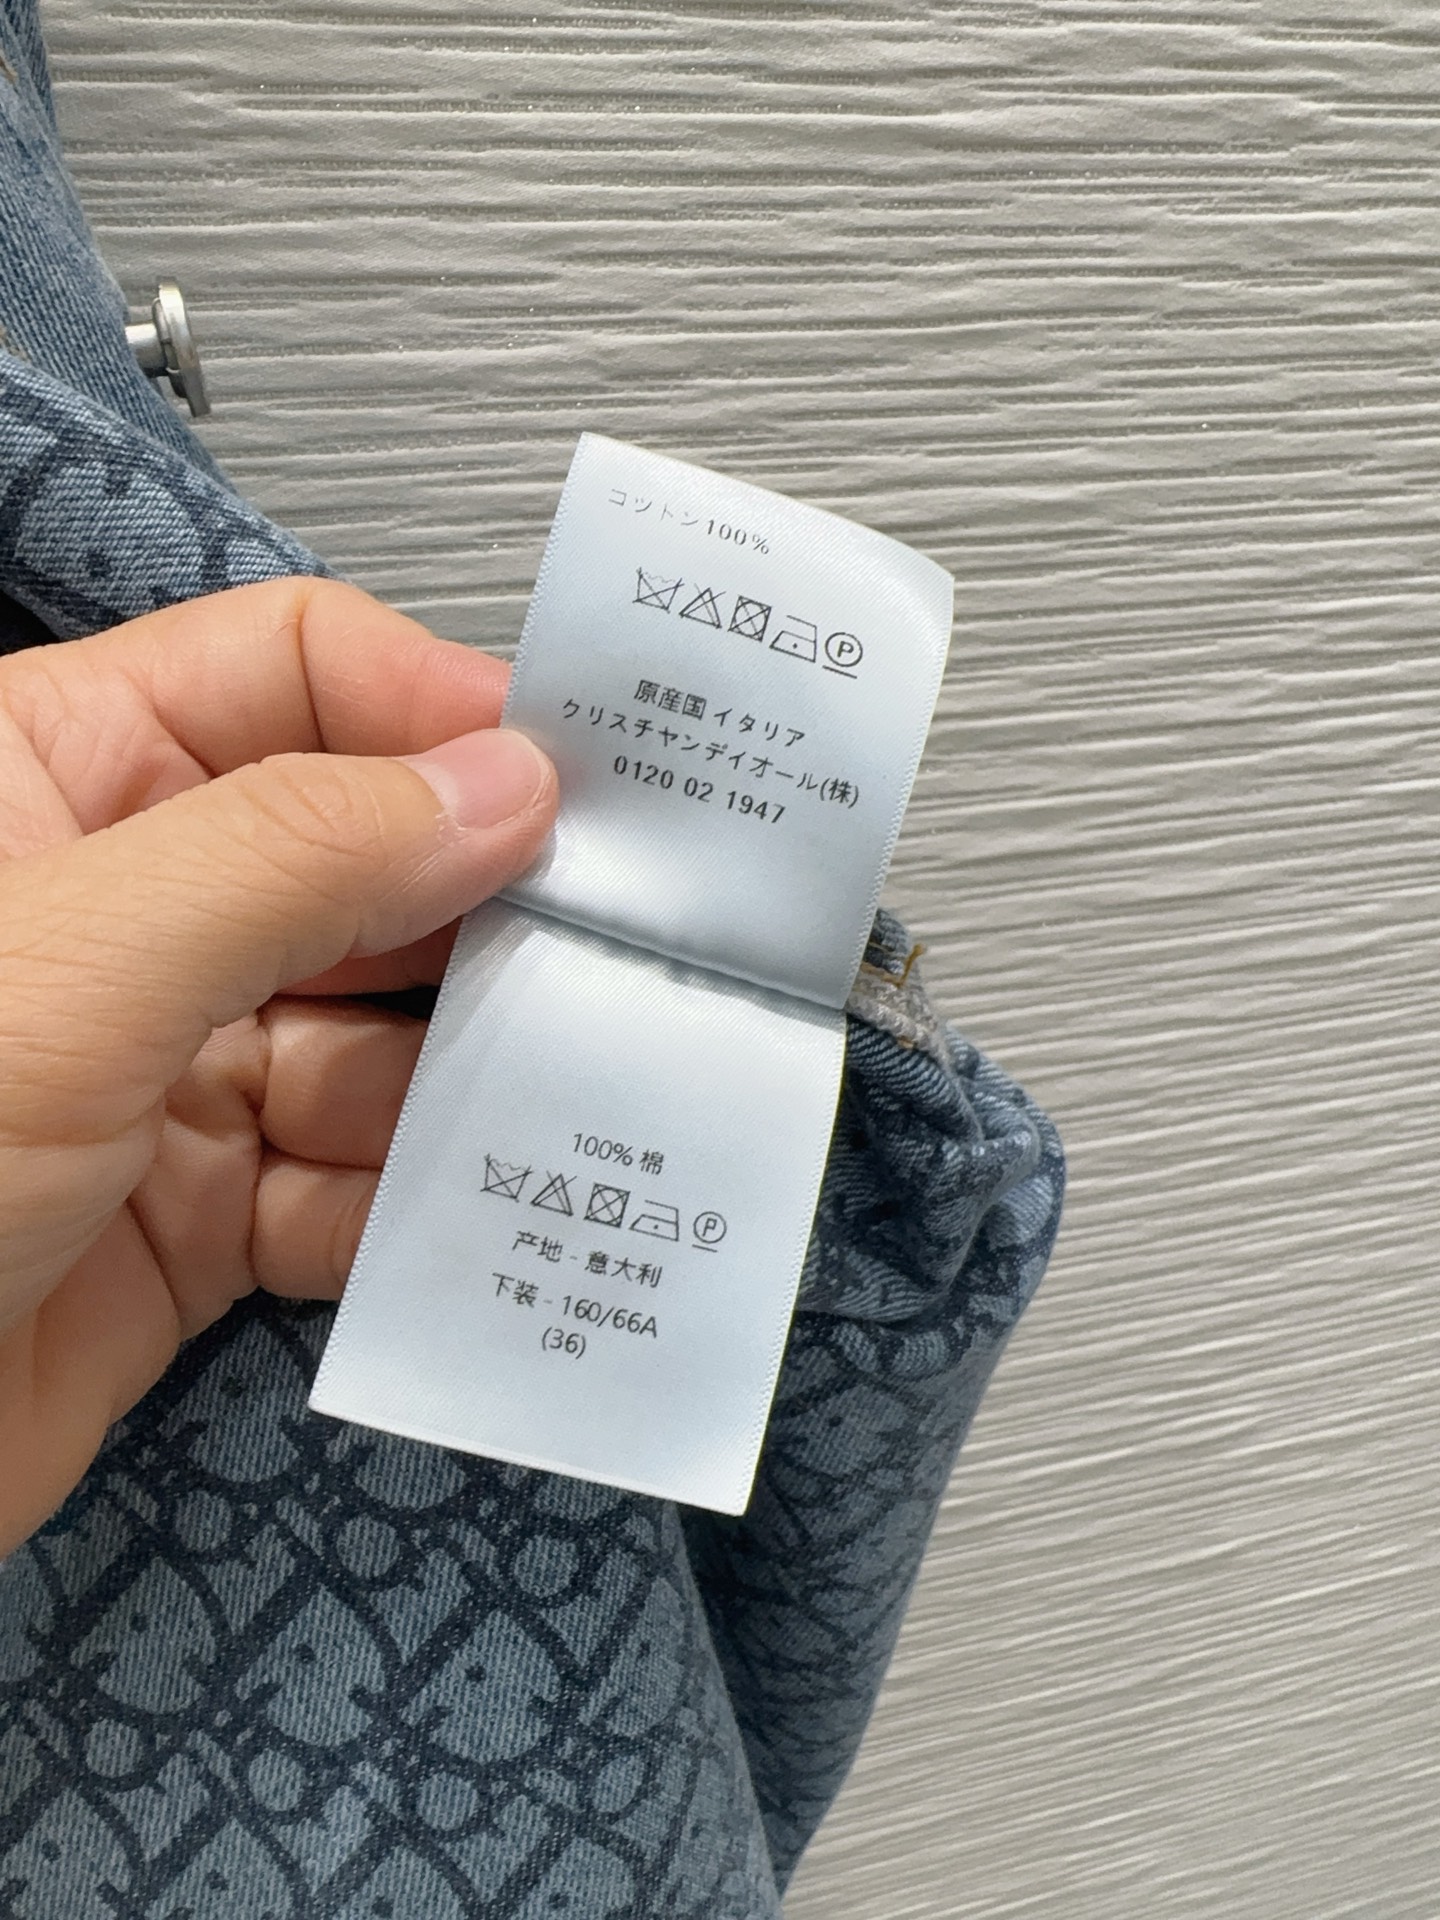 コットン100%
P
原産国 イタリア
クリスチャンディオール(株)
0120 02 1947
100% 棉
P
产地 - 意大利
下装 - 160/66A
(36)